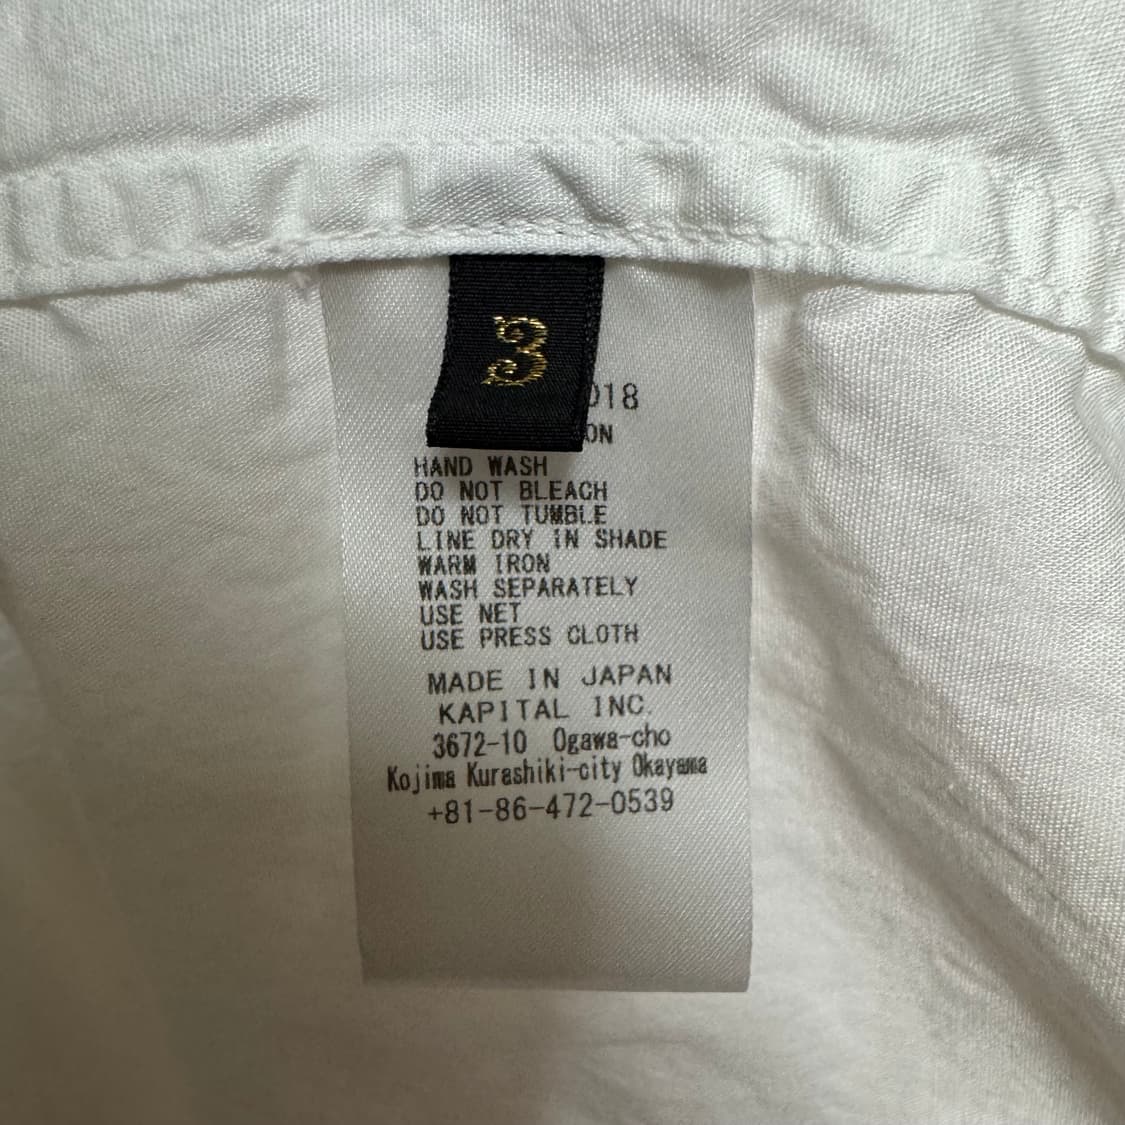 3
18
ON
HAND WASH
DO NOT BLEACH
DO NOT TUMBLE
LINE DRY IN SHADE
WARM IRON
WASH SEPARATELY
USE NET
USE PRESS CLOTH
MADE IN JAPAN
KAPITAL INC.
3672-10 Ogawa-cho
Kojima Kurashiki-city Okayama
+81-86-472-0539